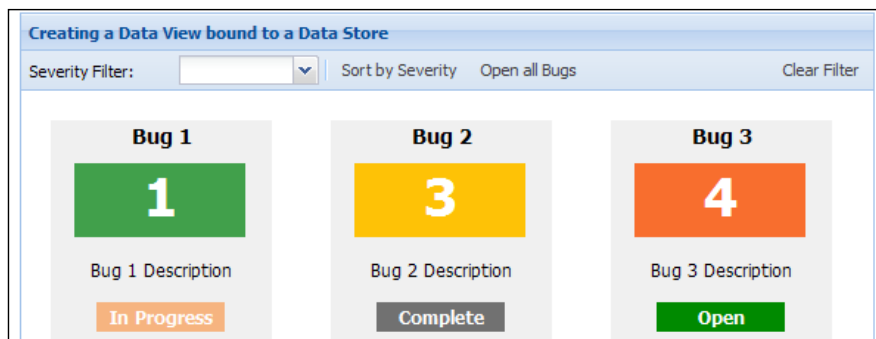 Creating a Data View bound to a Data Store
Severity Filter: Sort by Severity Open all Bugs Clear Filter
Bug 1 Bug 2 Bug 3
1 3 4
Bug 1 Description Bug 2 Description Bug 3 Description
In Progress Complete Open